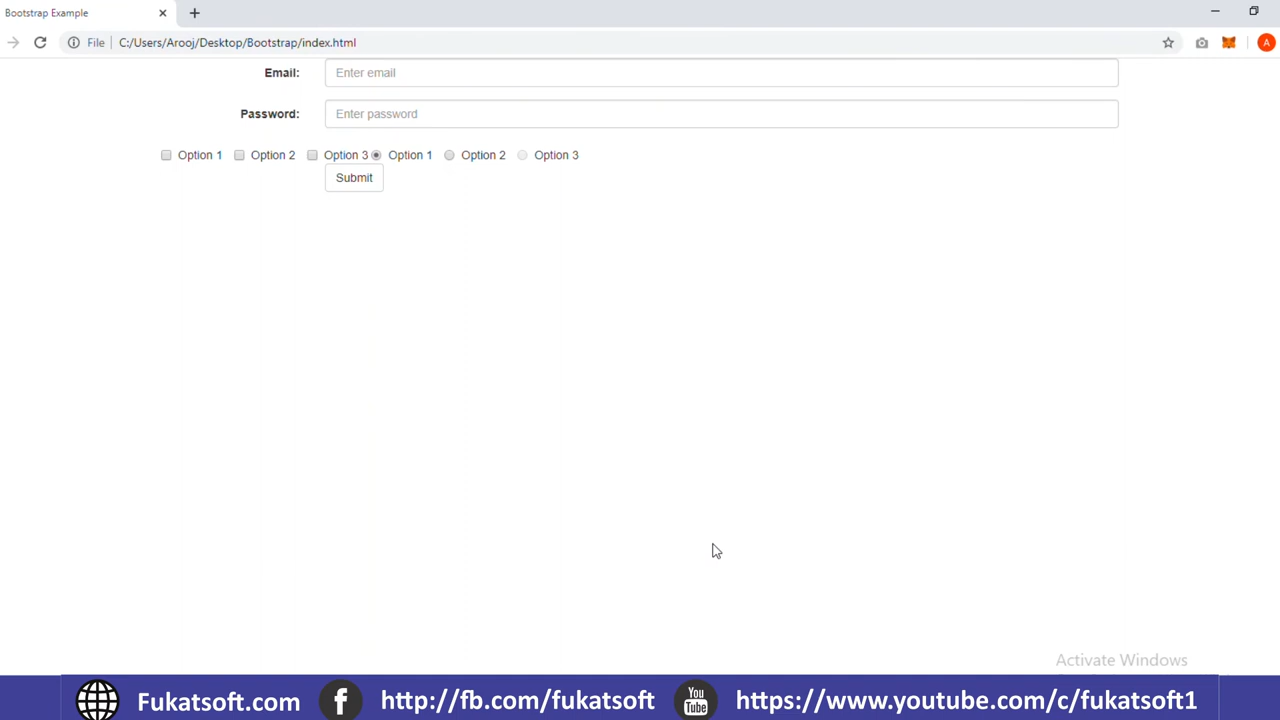 Bootstrap Example
File C:/Users/Arooj/Desktop/Bootstrap/index.html
A
Email: Enter email
Password: Enter password
Option 1 Option 2 Option 3 Option 1 Option 2 Option 3
Submit
Activate Windows
Fukatsoft.com http://fb.com/fukatsoft You Tube https://www.youtube.com/c/fukatsoft1